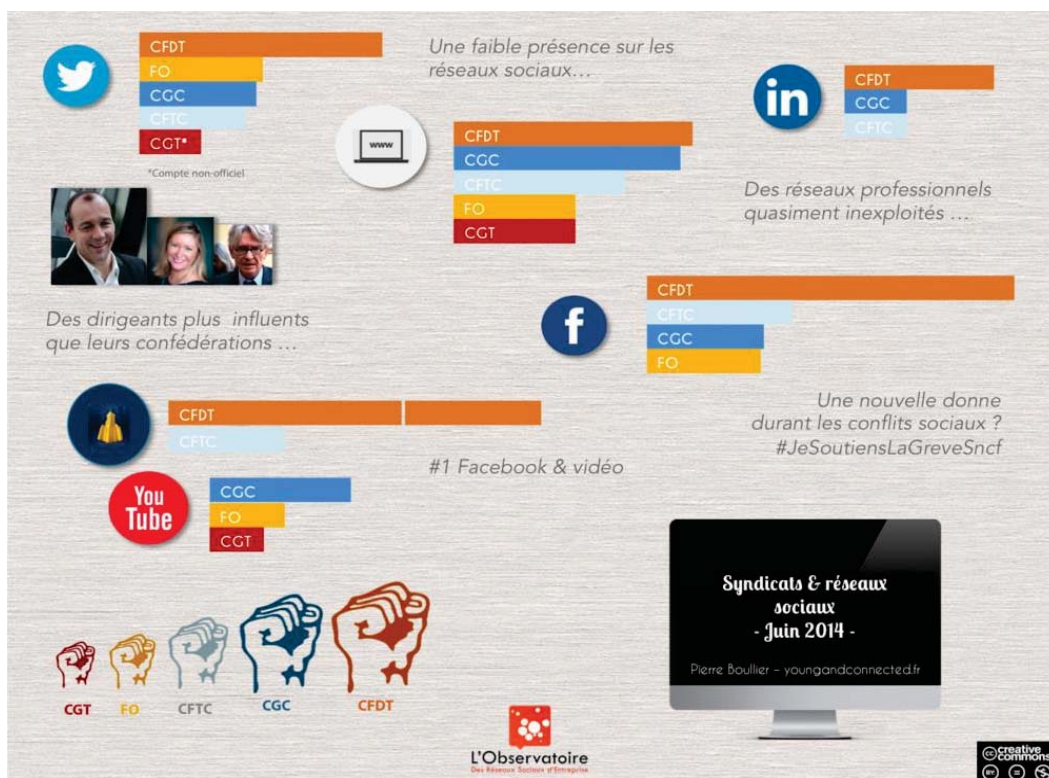 CFDT
FO
CGC
CFTC
CGT*
*Compte non-officiel
Une faible présence sur les
réseaux sociaux...
www
CFDT
CGC
CFTC
FO
CGT
in
CFDT
CGC
CFTC
Des réseaux professionnels
quasiment inexploités ...
Des dirigeants plus influents
que leurs confédérations ...
f
CFDT
CFTC
CGC
FO
Une nouvelle donne
durant les conflits sociaux ?
#JeSoutiensLaGreveSncf
CFDT
CFTC
#1 Facebook & vidéo
You
Tube
CGC
FO
CGT
CGT
FO
CFTC
CGC
CFDT
Syndicats & réseaux
sociaux
- Juin 2014 -
Pierre Boullier – youngandconnected.fr
L'Observatoire
Des Réseaux Sociaux d'Entreprise
creative
commons